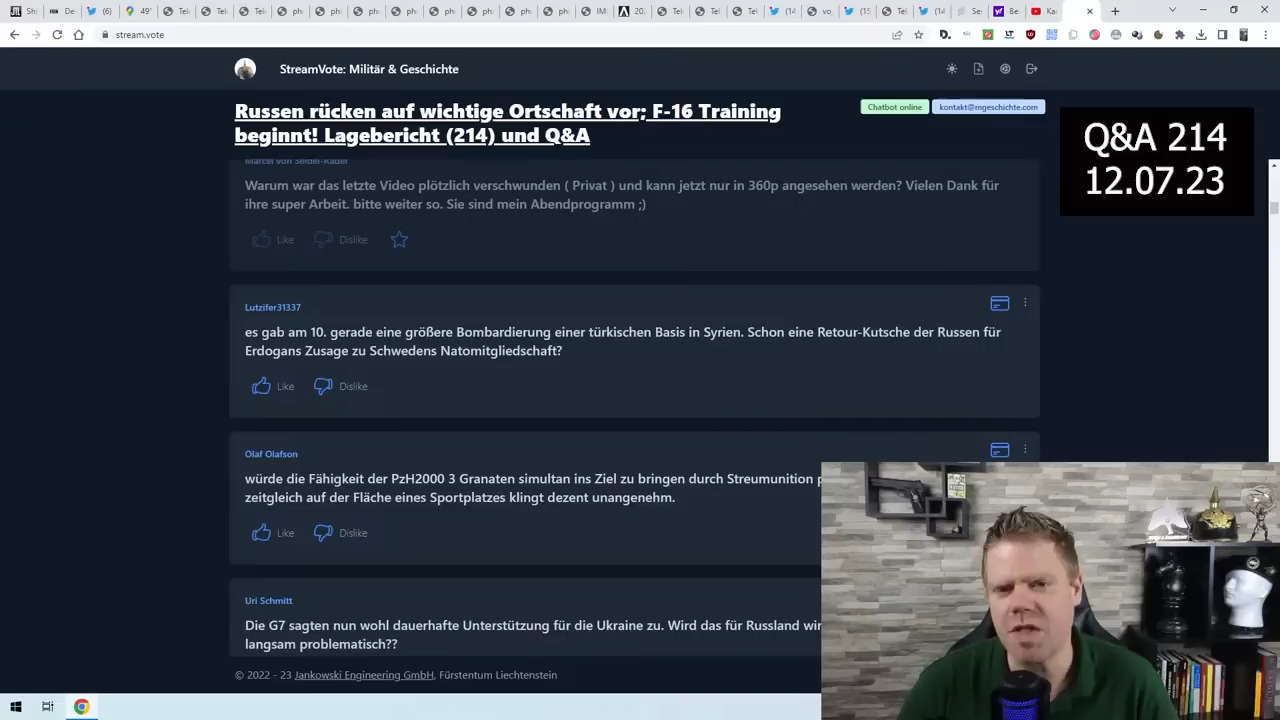 stream.vote
StreamVote: Militär & Geschichte
Russen rücken auf wichtige Ortschaft vor; F-16 Training
beginnt! Lagebericht (214) und Q&A
Chatbot online
kontakt@mgeschichte.com
Q&A 214
12.07.23
Warum war das letzte Video plötzlich verschwunden ( Privat ) und kann jetzt nur in 360p angesehen werden? Vielen Dank für
ihre super Arbeit. bitte weiter so. Sie sind mein Abendprogramm ;)
Like Dislike
Lutzifer31337
es gab am 10. gerade eine größere Bombardierung einer türkischen Basis in Syrien. Schon eine Retour-Kutsche der Russen für
Erdogans Zusage zu Schwedens Natomitgliedschaft?
Like Dislike
Olaf Olafson
würde die Fähigkeit der PzH2000 3 Granaten simultan ins Ziel zu bringen durch Streumunition
zeitgleich auf der Fläche eines Sportplatzes klingt dezent unangenehm.
Like Dislike
Uri Schmitt
Die G7 sagten nun wohl dauerhafte Unterstützung für die Ukraine zu. Wird das für Russland
langsam problematisch??
© 2022 - 23 Jankowski Engineering GmbH, Fürstentum Liechtenstein